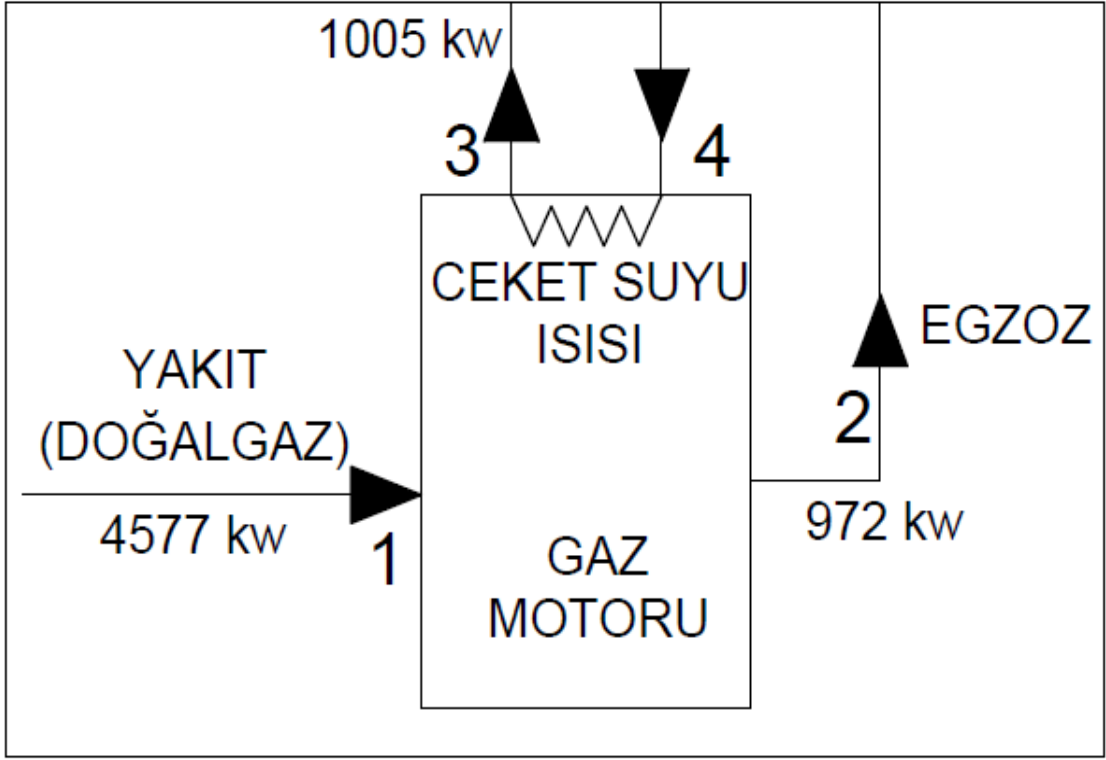 1005 kw
3
4
CEKET SUYU
ISISI
EGZOZ
YAKIT
(DOĞALGAZ)
2
4577 kw
1
972 kw
GAZ
MOTORU